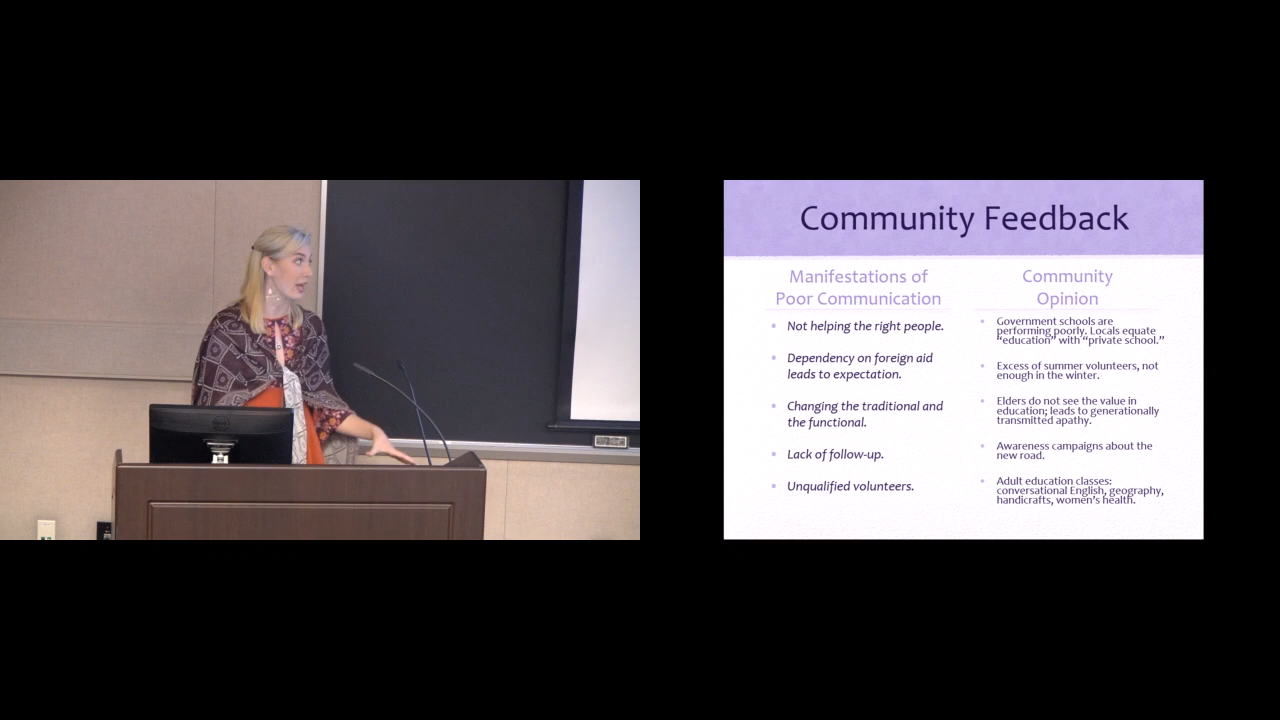 Community Feedback
Manifestations of
Poor Communication
Not helping the right people.
Dependency on foreign aid
leads to expectation.
Changing the traditional and
the functional.
Lack of follow-up.
Unqualified volunteers.
Community
Opinion
Government schools are
performing poorly. Locals equate
“education” with “private school.”
Excess of summer volunteers, not
enough in the winter.
Elders do not see the value in
education; leads to generationally
transmitted apathy.
Awareness campaigns about the
new road.
Adult education classes:
conversational English, geography,
handicrafts, women’s health.